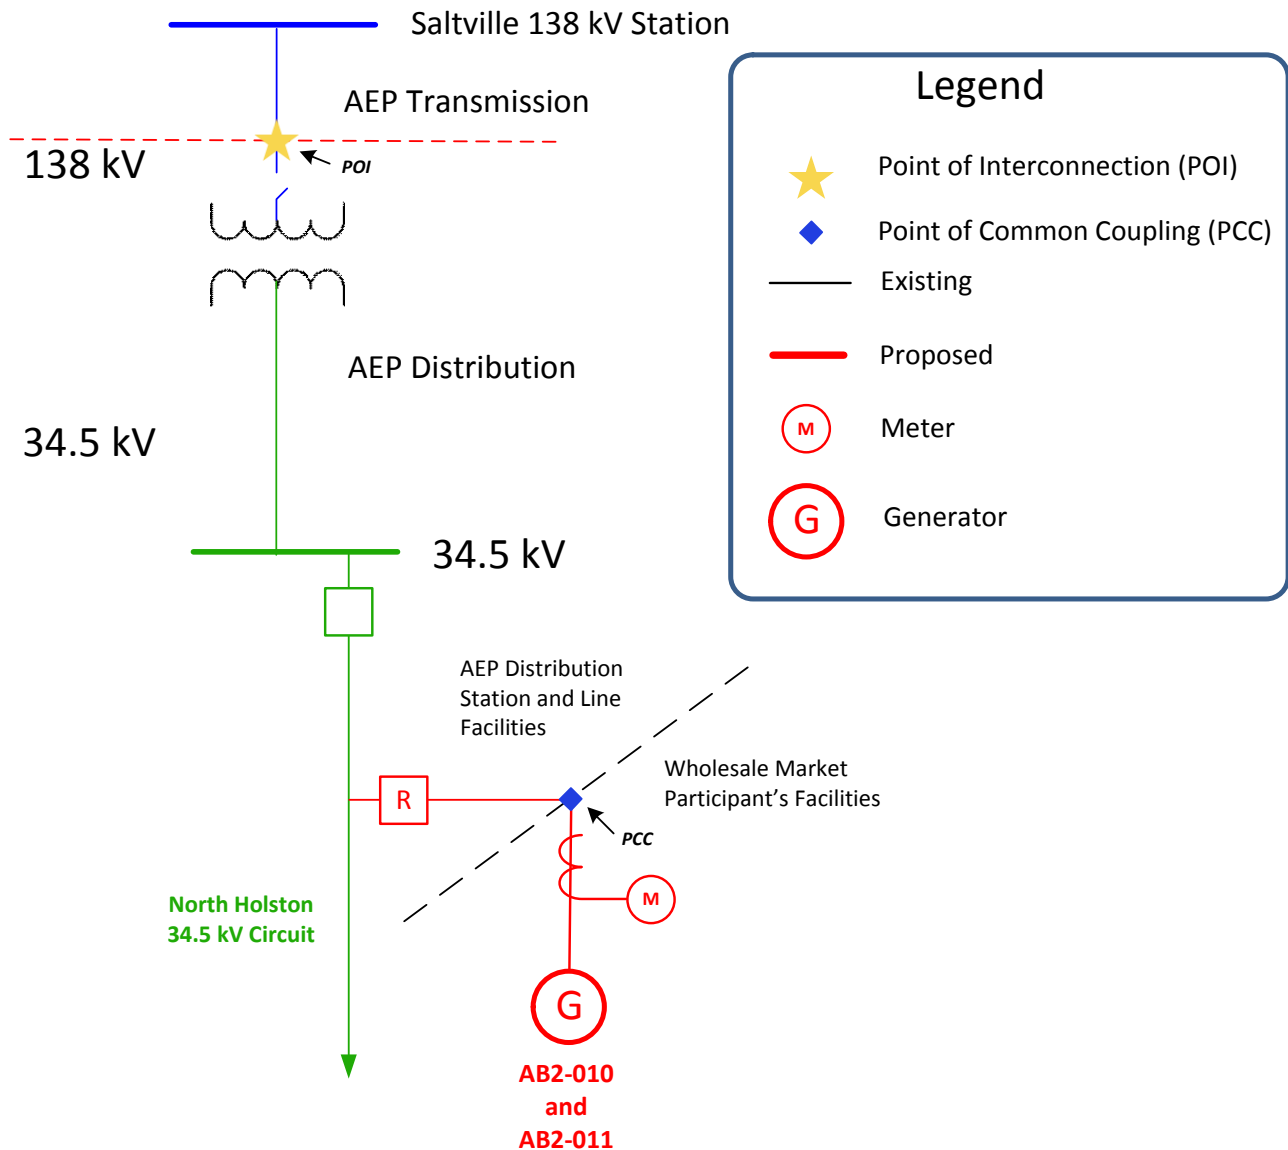 Saltville 138 kV Station
AEP Transmission
138 kV
POI
AEP Distribution
34.5 kV
34.5 kV
AEP Distribution
Station and Line
Facilities
Wholesale Market
Participant's Facilities
R
PCC
M
North Holston
34.5 kV Circuit
G
AB2-010
and
AB2-011
Legend
Point of Interconnection (POI)
Point of Common Coupling (PCC)
Existing
Proposed
M
Meter
G
Generator